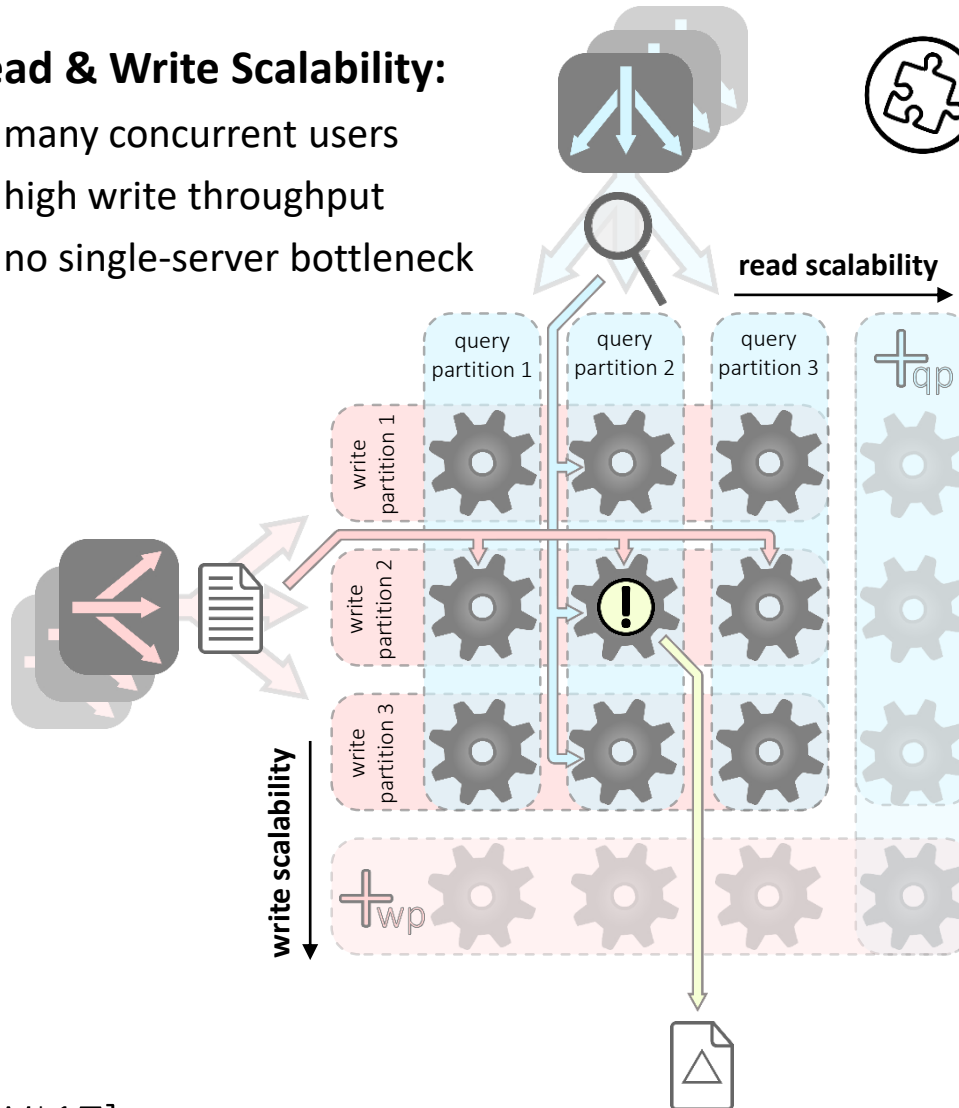 ead & Write Scalability:
many concurrent users
high write throughput
no single-server bottleneck
read scalability
query
partition 1
query
partition 2
query
partition 3
qp
write
partition 1
write
partition 2
write
partition 3
write scalability
wp
!